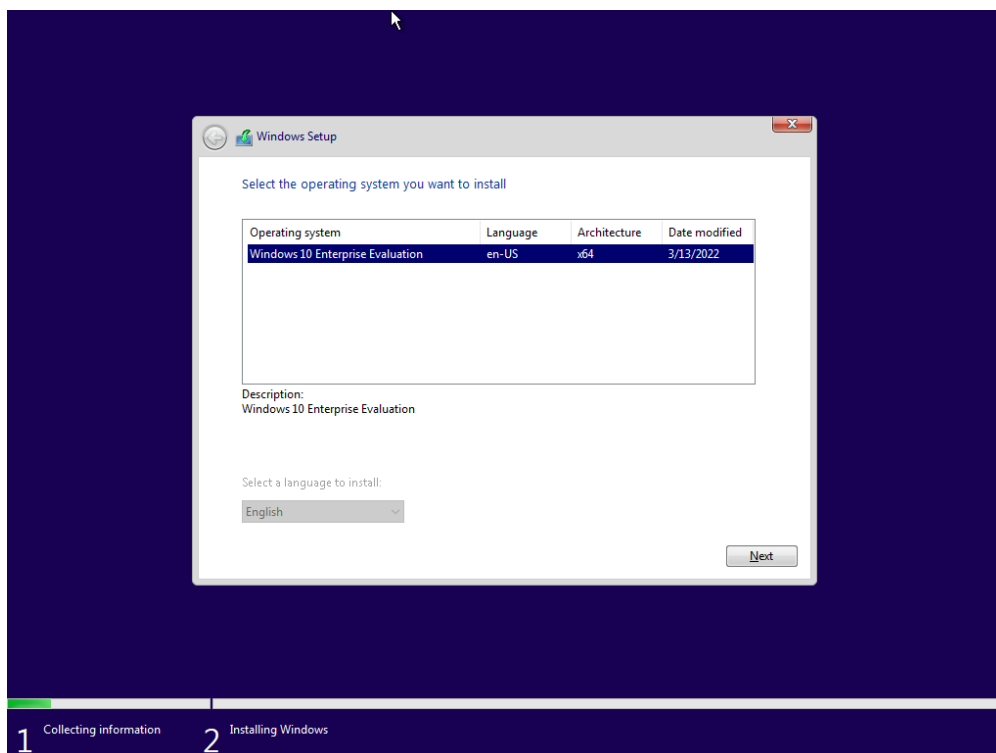 Windows Setup
Select the operating system you want to install
Operating system Language Architecture Date modified
Windows 10 Enterprise Evaluation en-US x64 3/13/2022
Description:
Windows 10 Enterprise Evaluation
Select a language to install:
English
Next
1 Collecting information 2 Installing Windows